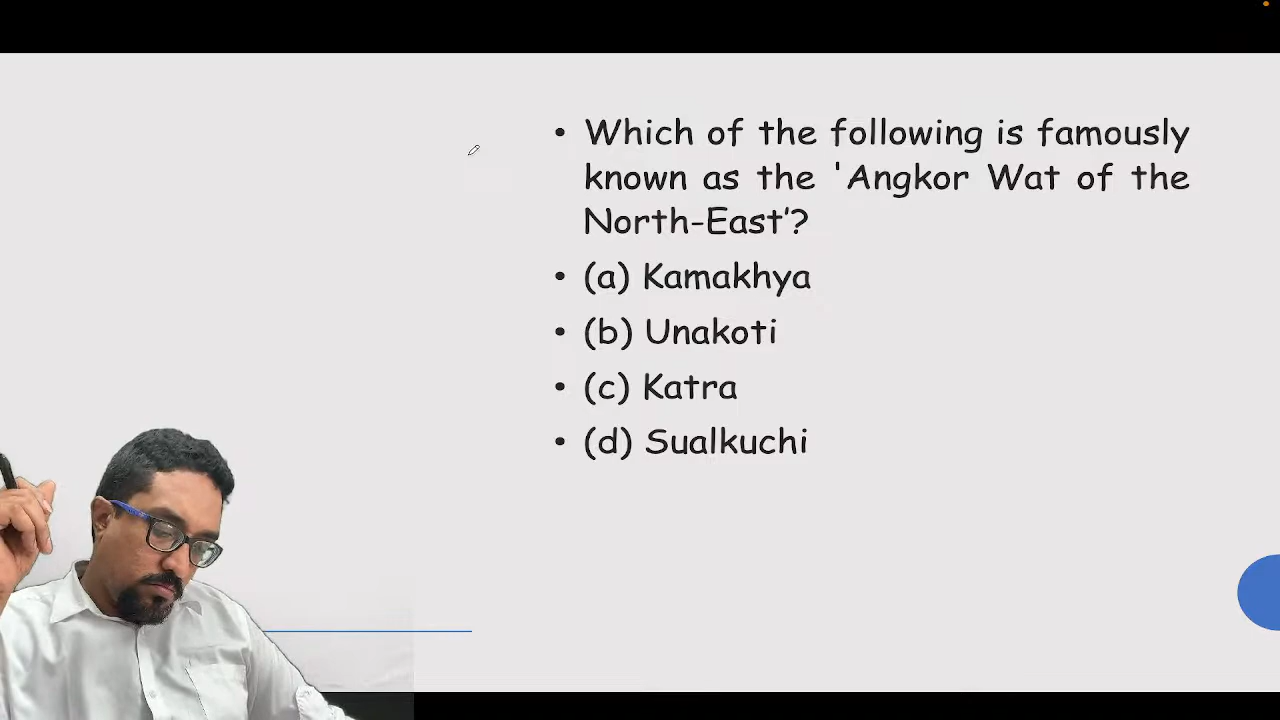 • Which of the following is famously
known as the 'Angkor Wat of the
North-East’?
• (a) Kamakhya
• (b) Unakoti
• (c) Katra
• (d) Sualkuchi